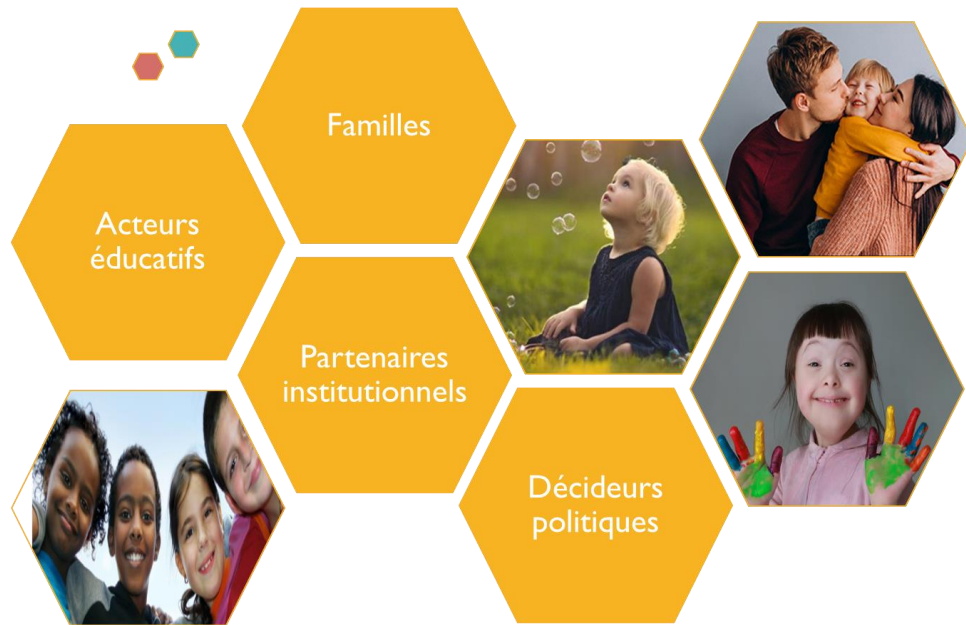 Familles
Acteurs
éducatifs
Partenaires
institutionnels
Décideurs
politiques